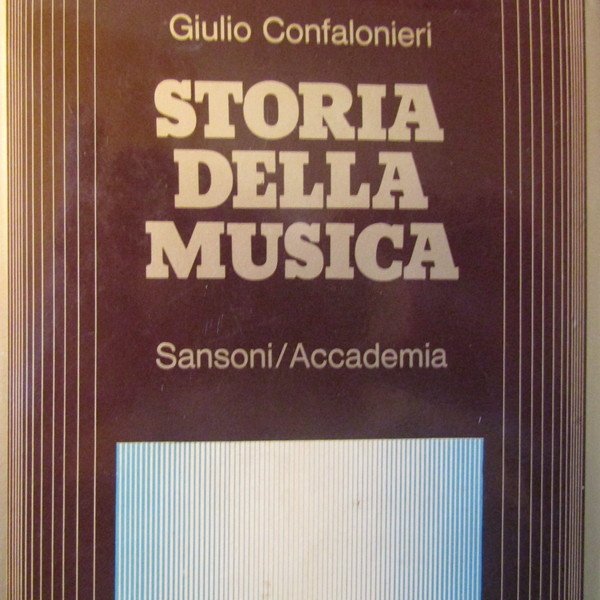 Giulio Confalonieri
STORIA
DELLA
MUSICA
Sansoni/Accademia